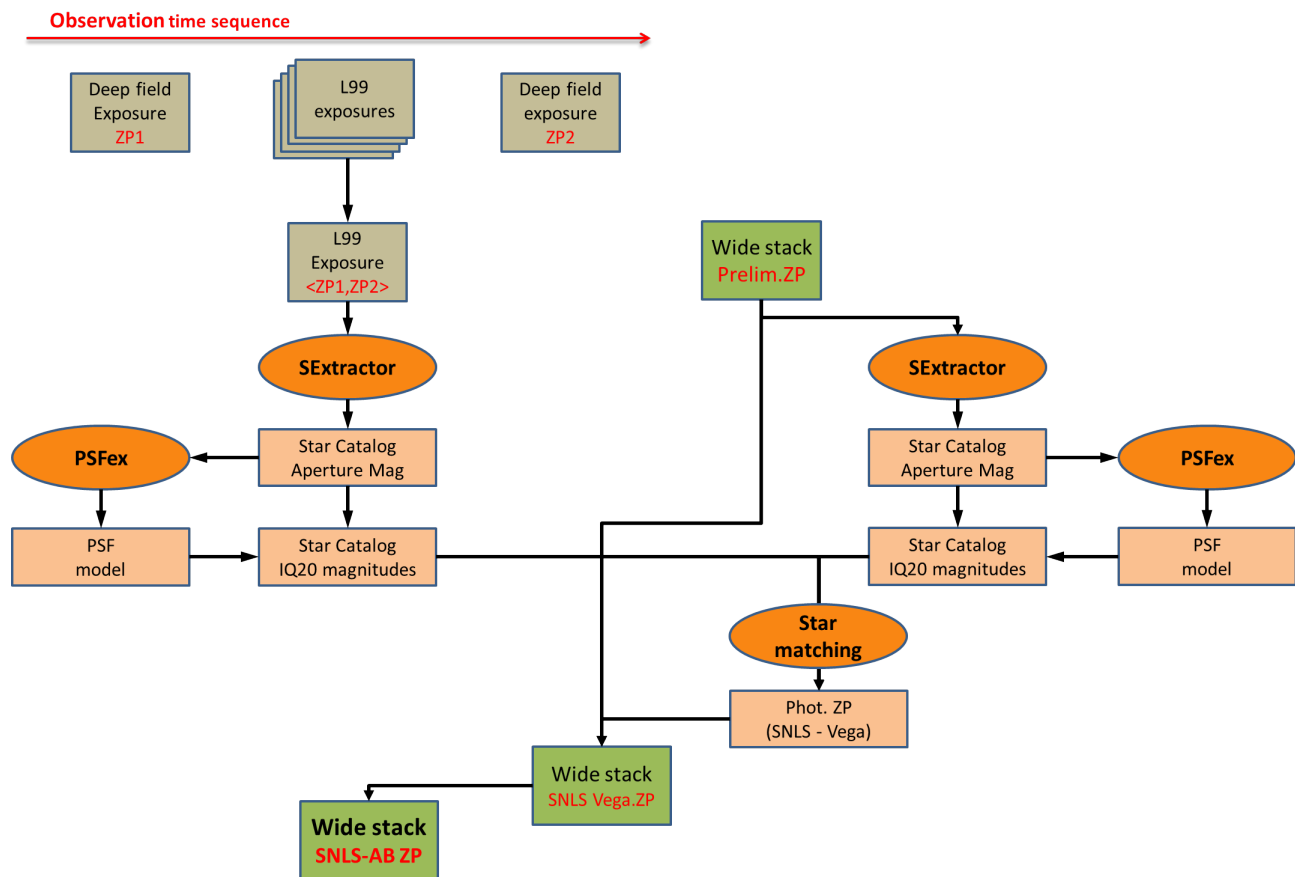 Observation time sequence
Deep field
Exposure
ZP1
L99
exposures
Deep field
exposure
ZP2
L99
Exposure
<ZP1,ZP2>
Wide stack
Prelim.ZP
SExtractor
SExtractor
PSFex
Star Catalog
Aperture Mag
Star Catalog
Aperture Mag
PSFex
PSF
model
Star Catalog
IQ20 magnitudes
Star Catalog
IQ20 magnitudes
PSF
model
Star
matching
Phot. ZP
(SNLS - Vega)
Wide stack
SNLS Vega.ZP
Wide stack
SNLS-AB ZP